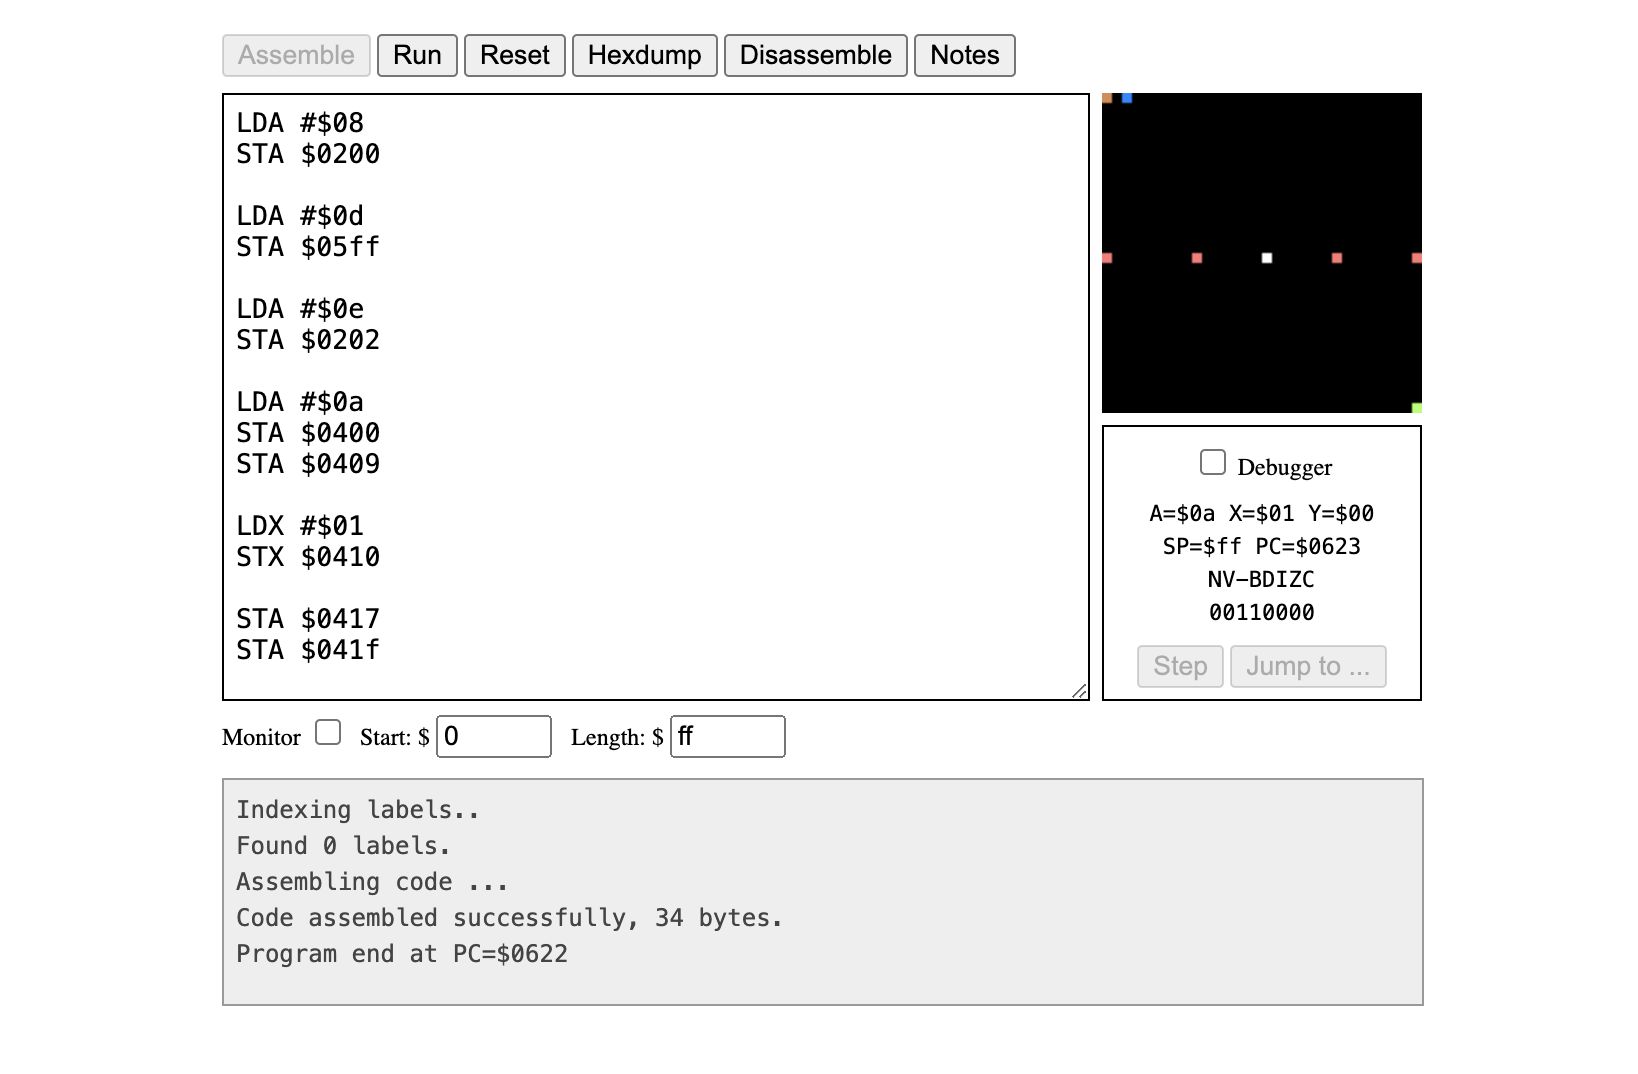 Assemble Run Reset Hexdump Disassemble Notes
LDA #$08
STA $0200
LDA #$0d
STA $05ff
LDA #$0e
STA $0202
LDA #$0a
STA $0400
STA $0409
LDX #$01
STX $0410
STA $0417
STA $041f
Debugger
A=$0a X=$01 Y=$00
SP=$ff PC=$0623
NV-BDIZC
00110000
Step Jump to ...
Monitor Start: $ 0 Length: $ ff
Indexing labels..
Found 0 labels.
Assembling code ...
Code assembled successfully, 34 bytes.
Program end at PC=$0622